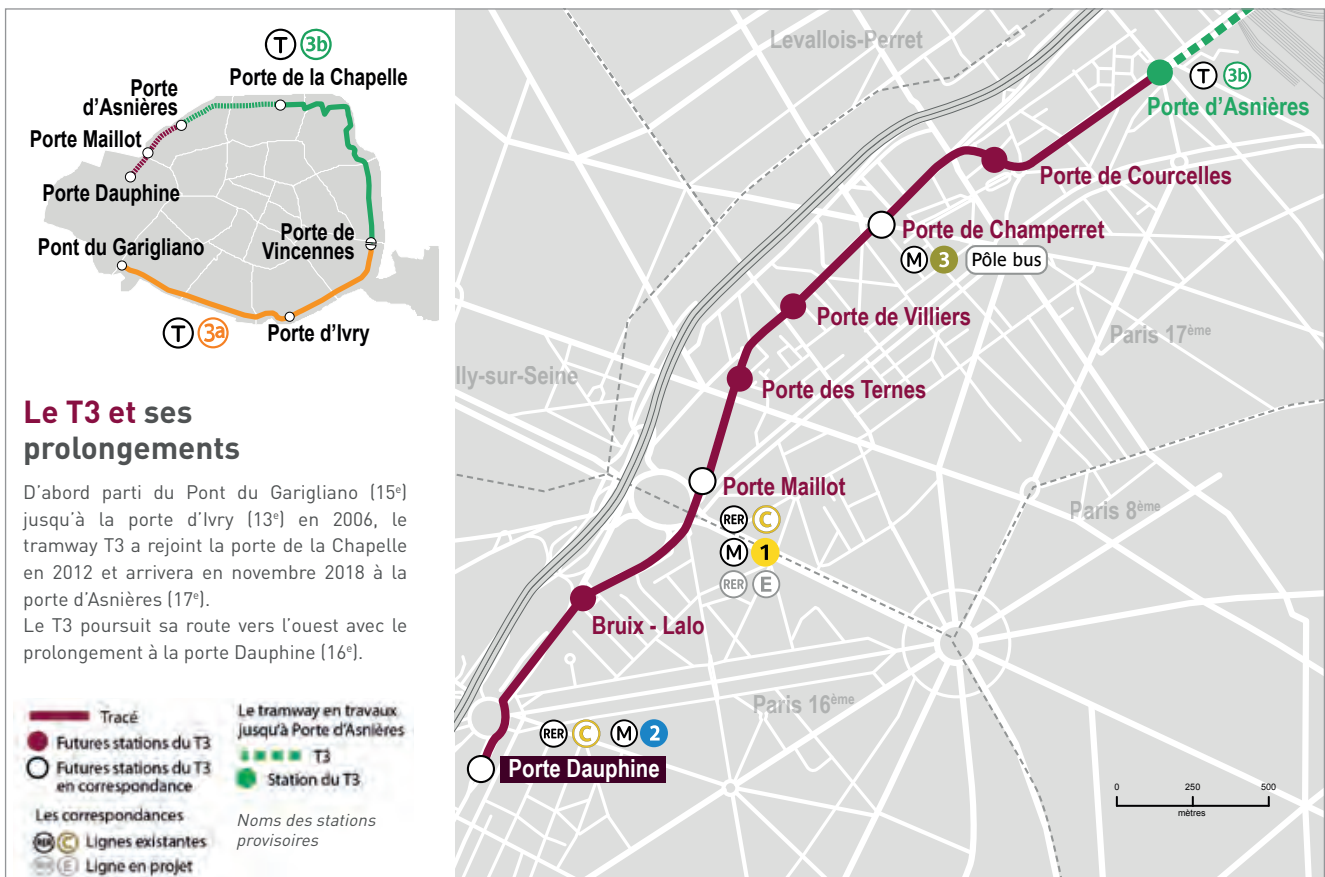 T 3b
Porte de la Chapelle
Porte
d'Asnières
Porte Maillot
Porte Dauphine
Pont du Garigliano
Porte de
Vincennes
T 3a
Porte d'Ivry
Le T3 et ses
prolongements
D'abord parti du Pont du Garigliano (15e)
jusqu'à la porte d'Ivry (13e) en 2006, le
tramway T3 a rejoint la porte de la Chapelle
en 2012 et arrivera en novembre 2018 à la
porte d'Asnières (17e).
Le T3 poursuit sa route vers l'ouest avec le
prolongement à la porte Dauphine (16e).
Tracé
Futures stations du T3
Futures stations du T3
en correspondance
Les correspondances
RER C Lignes existantes
RER E Ligne en projet
Le tramway en travaux
jusqu'à Porte d'Asnières
T3
Station du T3
Noms des stations
provisoires
Levallois-Perret
T 3b
Porte d'Asnières
Porte de Courcelles
Porte de Champerret
M 3 Pôle bus
Porte de Villiers
Paris 17ème
lly-sur-Seine
Porte des Ternes
Porte Maillot
RER C
M 1
RER E
Paris 8ème
Bruix - Lalo
Paris 16ème
RER C M 2
Porte Dauphine
0 250 500
mètres